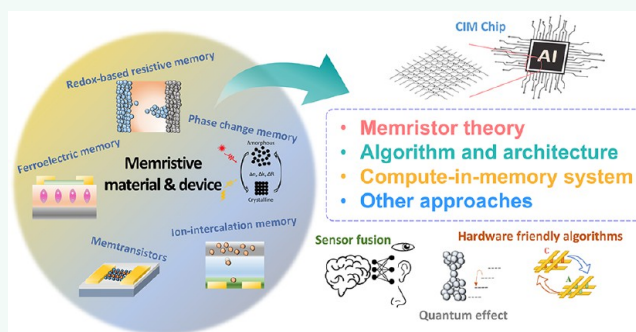 CIM Chip
AI
Redox-based resistive memory
Phase change memory
Amorphous
Crystalline
Ferroelectric memory
Memristive
material & device
Memtransistors
Ion-intercalation memory
• Memristor theory
• Algorithm and architecture
• Compute-in-memory system
• Other approaches
Sensor fusion
Hardware friendly algorithms
Quantum effect